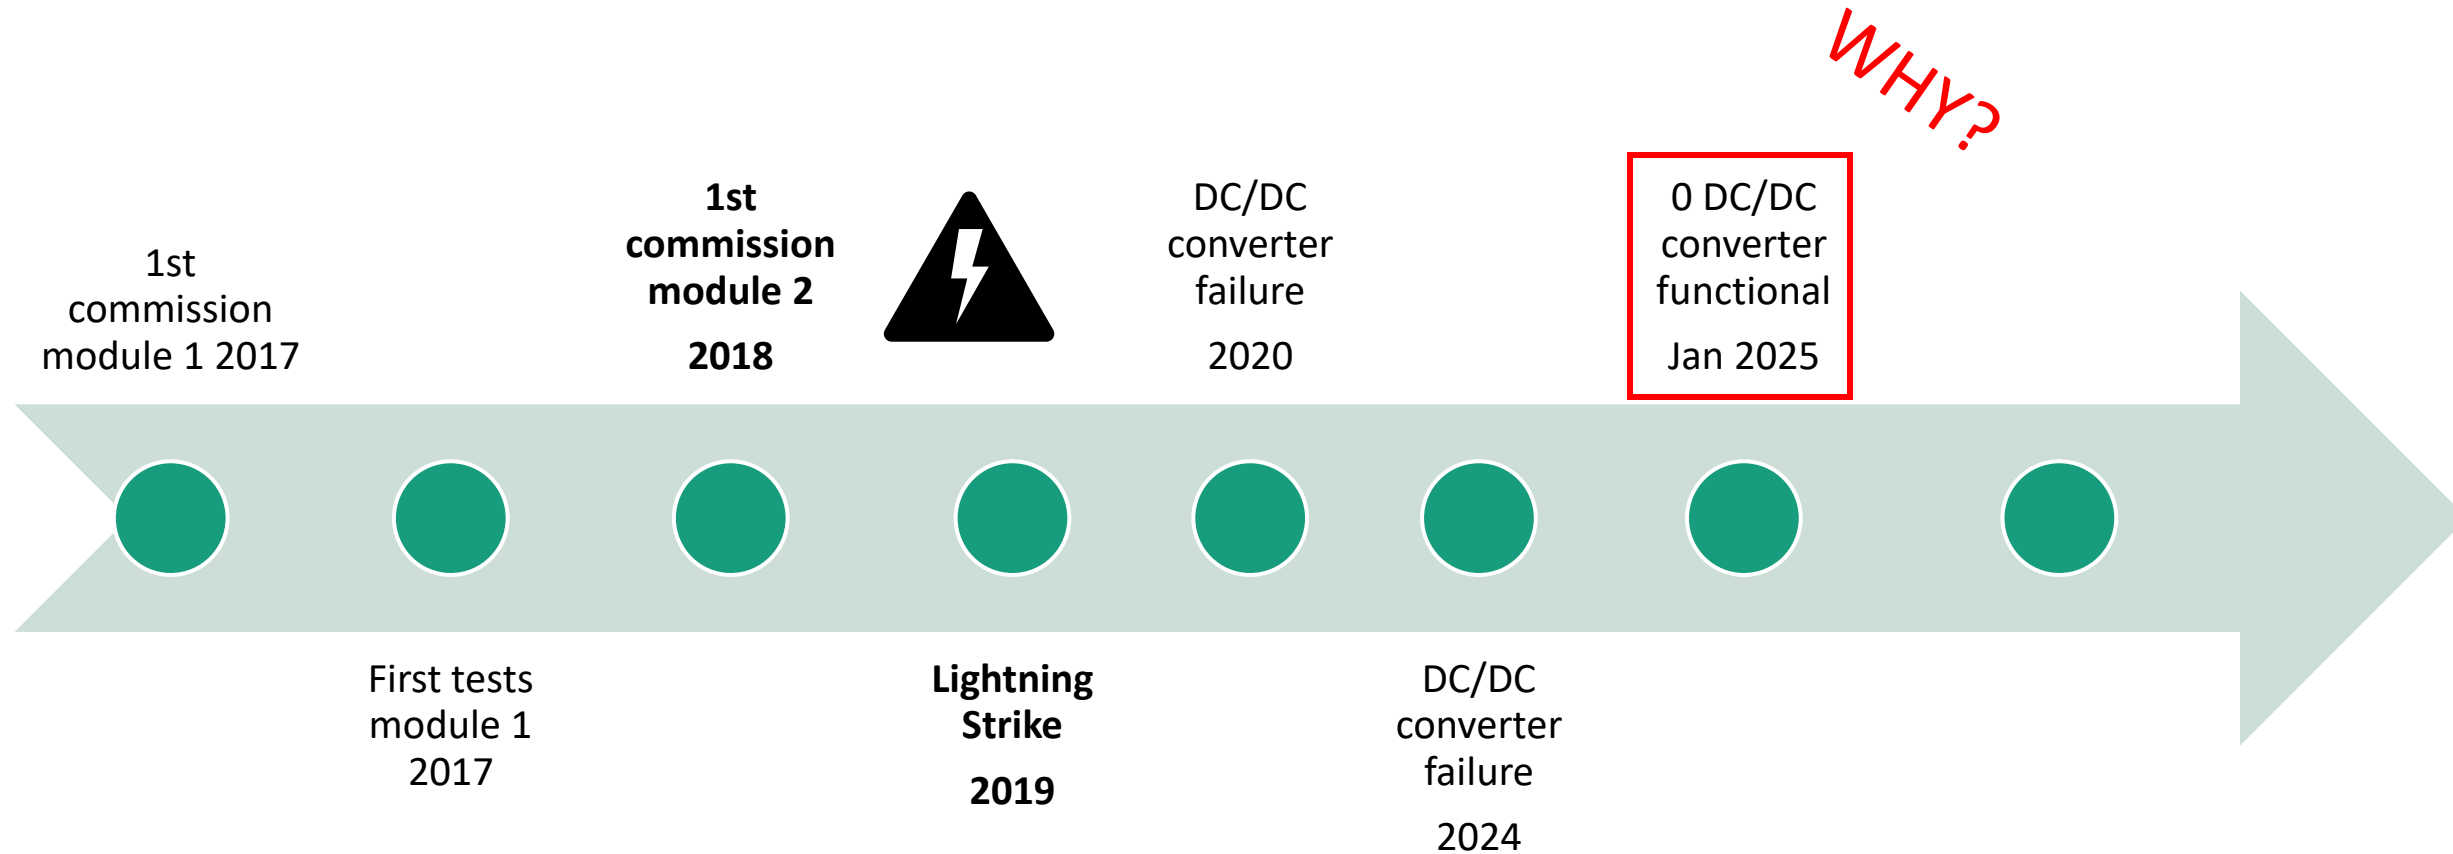 WHY?
1st
commission
module 1 2017
First tests
module 1
2017
1st
commission
module 2
2018
Lightning
Strike
2019
DC/DC
converter
failure
2020
DC/DC
converter
failure
2024
0 DC/DC
converter
functional
Jan 2025